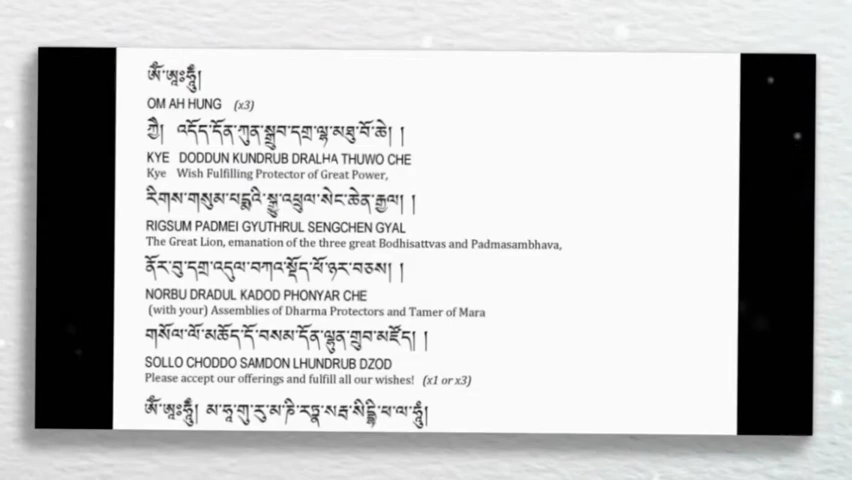 ༀ་ཨཱཿཧཱུྃ།
OM AH HUNG (x3)
ཀྱཻ། འདོད་དོན་ཀུན་སྒྲུབ་དགྲ་ལྷ་མཐུ་བོ་ཆེ། །
KYE DODDUN KUNDRUB DRALHA THUWO CHE
Kye Wish Fulfilling Protector of Great Power,
རིགས་གསུམ་པདྨའི་སྒྱུ་འཕྲུལ་སེང་ཆེན་རྒྱལ། །
RIGSUM PADMEI GYUTHRUL SENGCHEN GYAL
The Great Lion, emanation of the three great Bodhisattvas and Padmasambhava,
ནོར་བུ་དགྲ་འདུལ་བཀའ་སྡོད་ཕོ་ཉར་བཅས། །
NORBU DRADUL KADOD PHONYAR CHE
(with your) Assemblies of Dharma Protectors and Tamer of Mara
གསོལ་ལོ་མཆོད་དོ་བསམ་དོན་ལྷུན་གྲུབ་མཛོད། །
SOLLO CHODDO SAMDON LHUNDRUB DZOD
Please accept our offerings and fulfill all our wishes! (x1 or x3)
ༀ་ཨཱཿཧཱུྃ། མ་ཧཱ་གུ་རུ་མ་ཎི་རཏྣ་སརྦ་སིདྡྷི་ཕ་ལ་ཧཱུྃ།